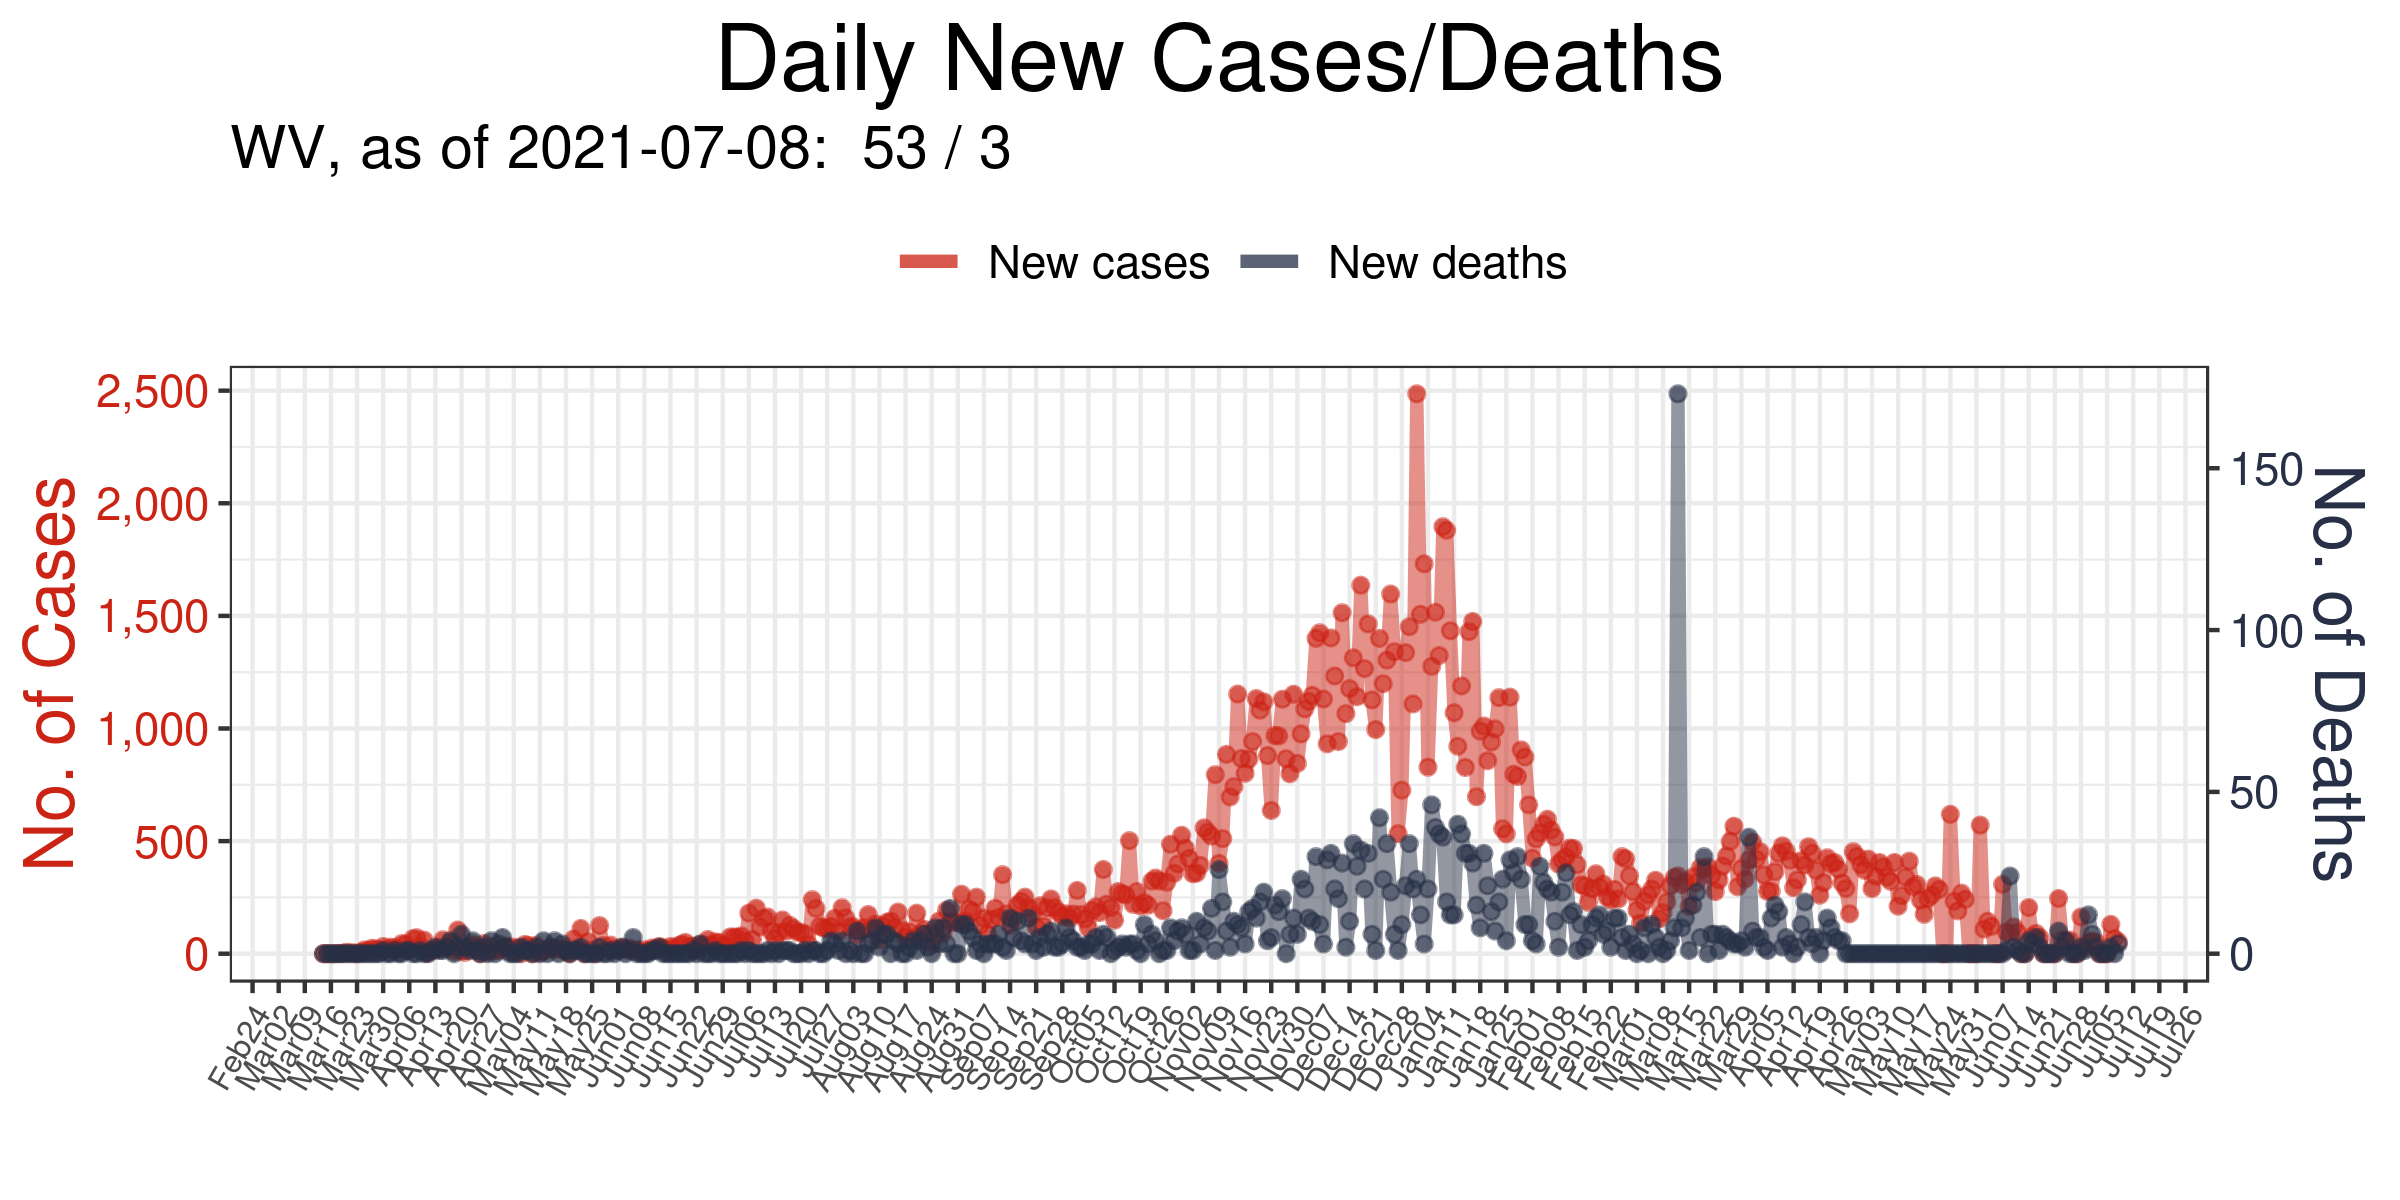 Daily New Cases/Deaths
WV, as of 2021-07-08:  53 / 3
New cases New deaths
No. of Cases
2,500
2,000
1,500
1,000
500
0
150
100
50
0
No. of Deaths
Feb24 Mar02 Mar09 Mar16 Mar23 Mar30 Apr06 Apr13 Apr20 Apr27 May04 May11 May18 May25 Jun01 Jun08 Jun15 Jun22 Jun29 Jul06 Jul13 Jul20 Jul27 Aug03 Aug10 Aug17 Aug24 Aug31 Sep07 Sep14 Sep21 Sep28 Oct05 Oct12 Oct19 Oct26 Nov02 Nov09 Nov16 Nov23 Nov30 Dec07 Dec14 Dec21 Dec28 Jan04 Jan11 Jan18 Jan25 Feb01 Feb08 Feb15 Feb22 Mar01 Mar08 Mar15 Mar22 Mar29 Apr05 Apr12 Apr19 Apr26 May03 May10 May17 May24 May31 Jun07 Jun14 Jun21 Jun28 Jul05 Jul12 Jul19 Jul26